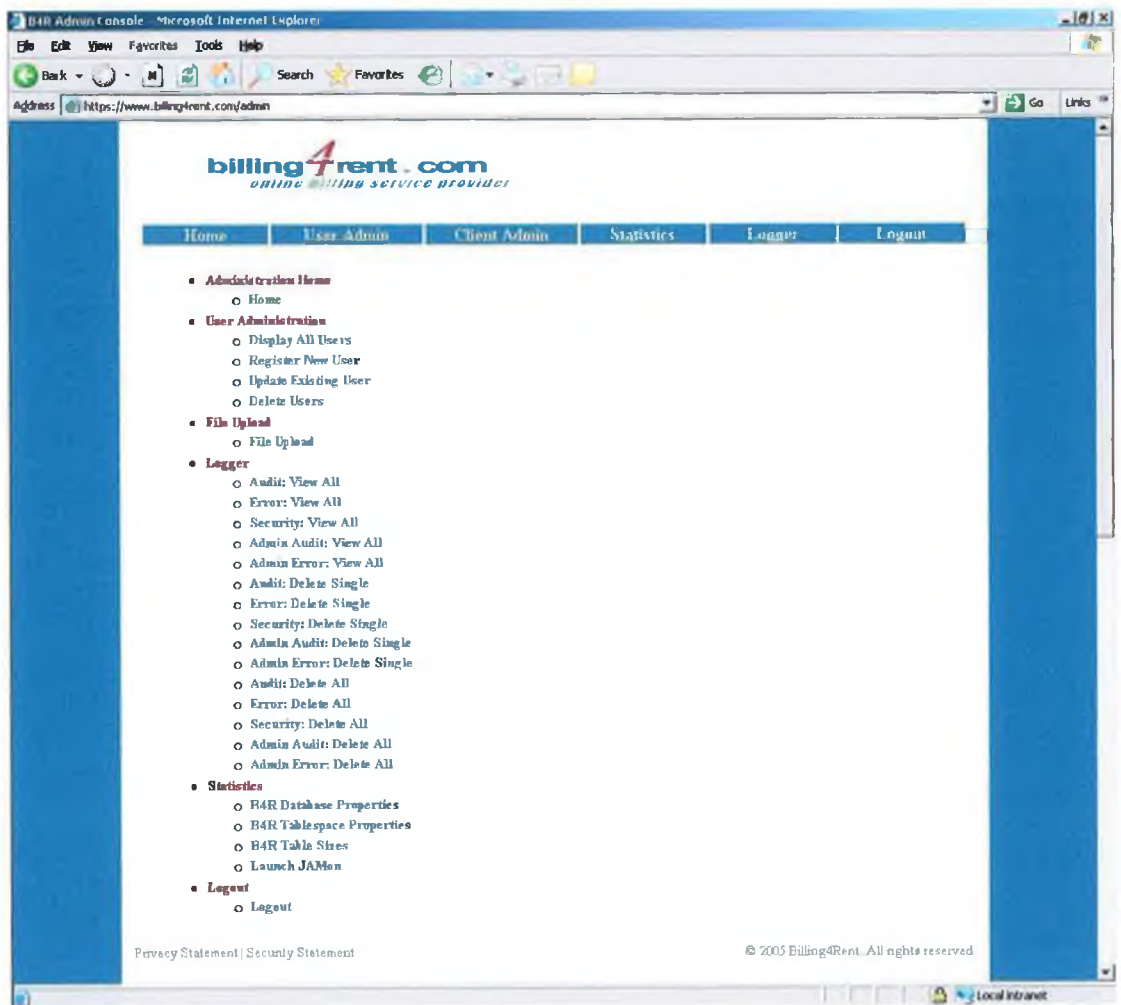 B4R Admin Console - Microsoft Internet Explorer
File Edit View Favorites Tools Help
Back Search Favorites
Address https://www.billing4rent.com/admin Go Links
billing4rent.com
online billing service provider
Home User Admin Client Admin Statistics Logger Logout
Administration Home
Home
User Administration
Display All Users
Register New User
Update Existing User
Delete Users
File Upload
File Upload
Logger
Audit: View All
Error: View All
Security: View All
Admin Audit: View All
Admin Error: View All
Audit: Delete Single
Error: Delete Single
Security: Delete Single
Admin Audit: Delete Single
Admin Error: Delete Single
Audit: Delete All
Error: Delete All
Security: Delete All
Admin Audit: Delete All
Admin Error: Delete All
Statistics
B4R Database Properties
B4R Tablespace Properties
B4R Table Sizes
Launch JAMon
Logout
Logout
Privacy Statement | Security Statement © 2005 Billing4Rent. All rights reserved
Local intranet